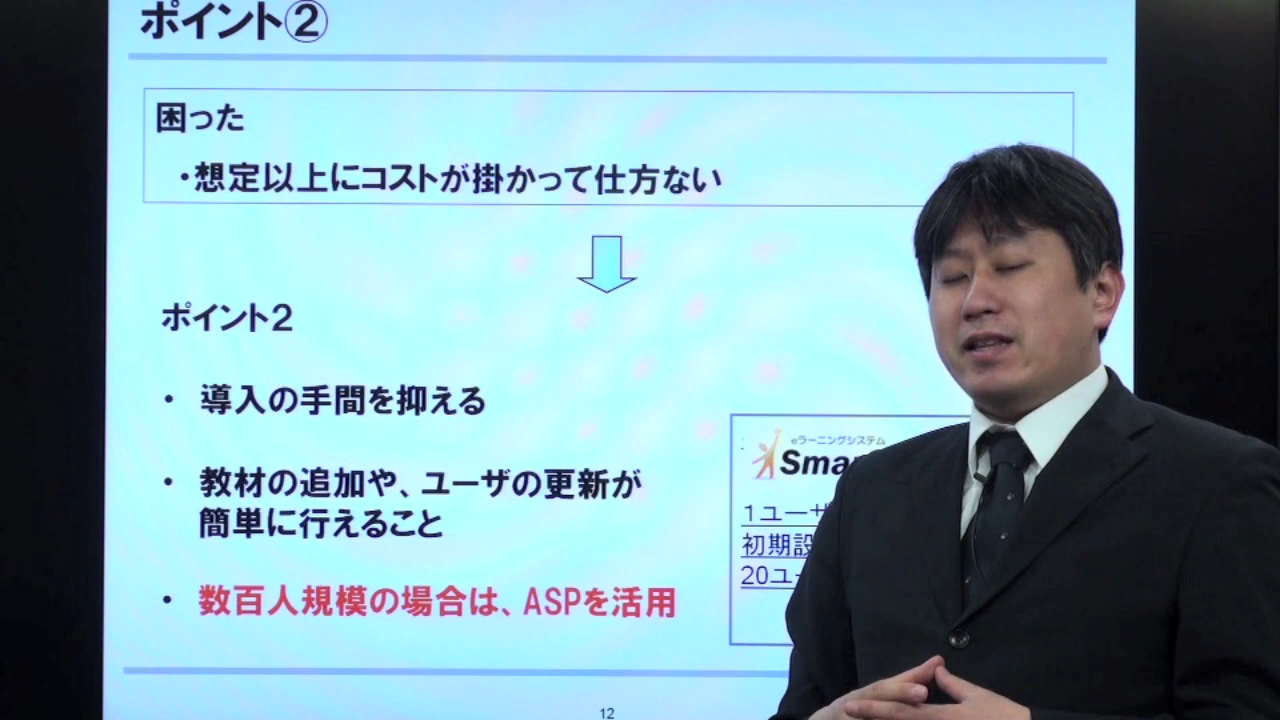 ポイント②
困った
・想定以上にコストが掛かって仕方ない
ポイント2
・ 導入の手間を抑える
・ 教材の追加や、ユーザの更新が
簡単に行えること
・ 数百人規模の場合は、ASPを活用
eラーニングシステム
1ユーザ
初期設
20ユー
12